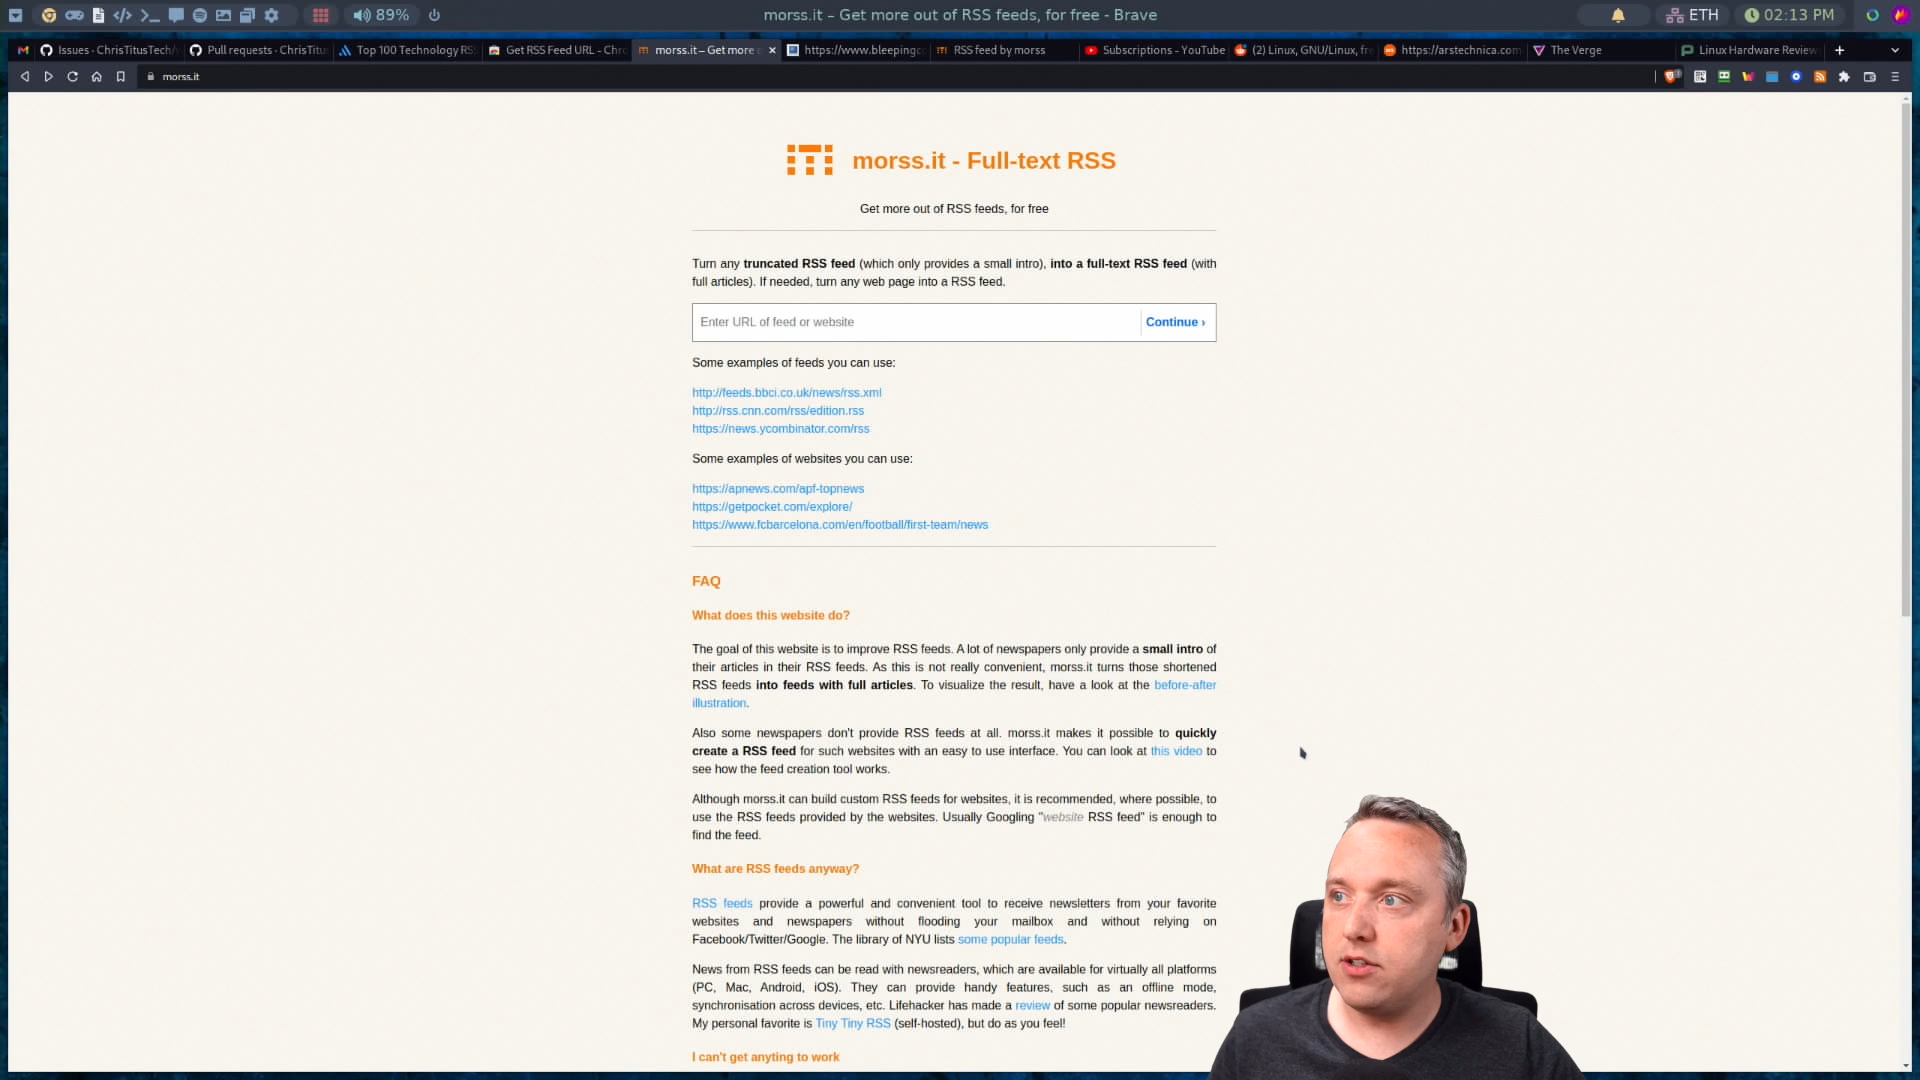 89%
morss.it – Get more out of RSS feeds, for free - Brave
ETH
02:13 PM
Issues · ChrisTitusTech/
Pull requests · ChrisTitus
Top 100 Technology RS
Get RSS Feed URL - Chr
morss.it – Get more
https://www.bleepingco
RSS feed by morss
Subscriptions - YouTube
(2) Linux, GNU/Linux, fre
https://arstechnica.com
The Verge
Linux Hardware Review
morss.it
morss.it - Full-text RSS
Get more out of RSS feeds, for free
Turn any truncated RSS feed (which only provides a small intro), into a full-text RSS feed (with
full articles). If needed, turn any web page into a RSS feed.
Enter URL of feed or website
Continue ›
Some examples of feeds you can use:
http://feeds.bbci.co.uk/news/rss.xml
http://rss.cnn.com/rss/edition.rss
https://news.ycombinator.com/rss
Some examples of websites you can use:
https://apnews.com/apf-topnews
https://getpocket.com/explore/
https://www.fcbarcelona.com/en/football/first-team/news
FAQ
What does this website do?
The goal of this website is to improve RSS feeds. A lot of newspapers only provide a small intro of
their articles in their RSS feeds. As this is not really convenient, morss.it turns those shortened
RSS feeds into feeds with full articles. To visualize the result, have a look at the before-after
illustration.
Also some newspapers don't provide RSS feeds at all. morss.it makes it possible to quickly
create a RSS feed for such websites with an easy to use interface. You can look at this video to
see how the feed creation tool works.
Although morss.it can build custom RSS feeds for websites, it is recommended, where possible, to
use the RSS feeds provided by the websites. Usually Googling "website RSS feed" is enough to
find the feed.
What are RSS feeds anyway?
RSS feeds provide a powerful and convenient tool to receive newsletters from your favorite
websites and newspapers without flooding your mailbox and without relying on
Facebook/Twitter/Google. The library of NYU lists some popular feeds.
News from RSS feeds can be read with newsreaders, which are available for virtually all platforms
(PC, Mac, Android, iOS). They can provide handy features, such as an offline mode,
synchronisation across devices, etc. Lifehacker has made a review of some popular newsreaders.
My personal favorite is Tiny Tiny RSS (self-hosted), but do as you feel!
I can't get anyting to work